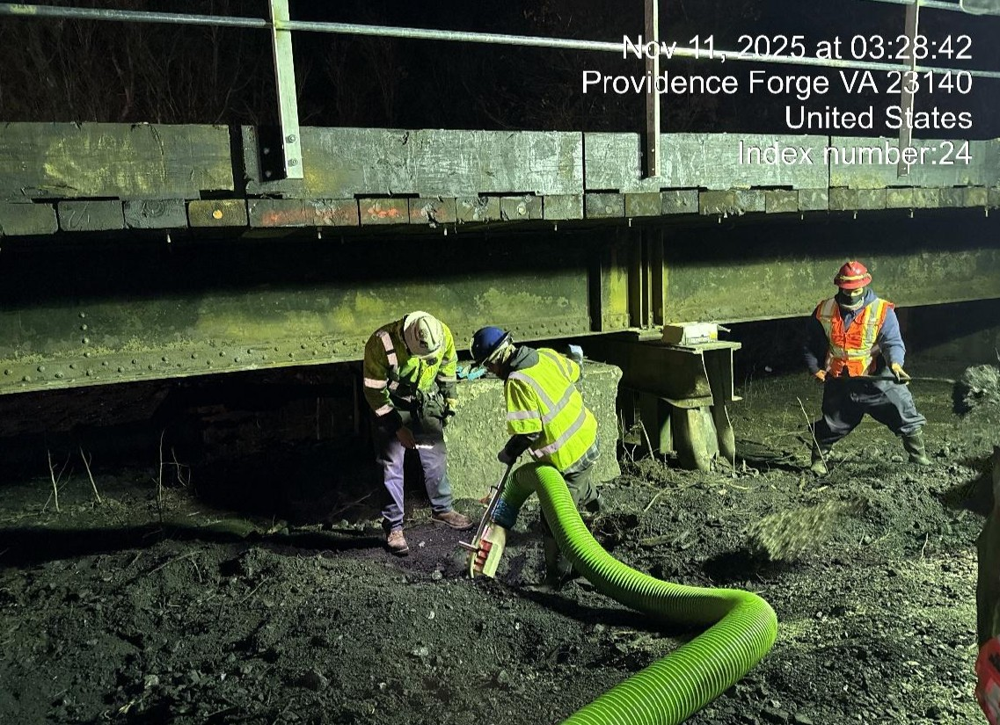 Nov 11, 2025 at 03:28:42
Providence Forge VA 23140
United States
Index number:24